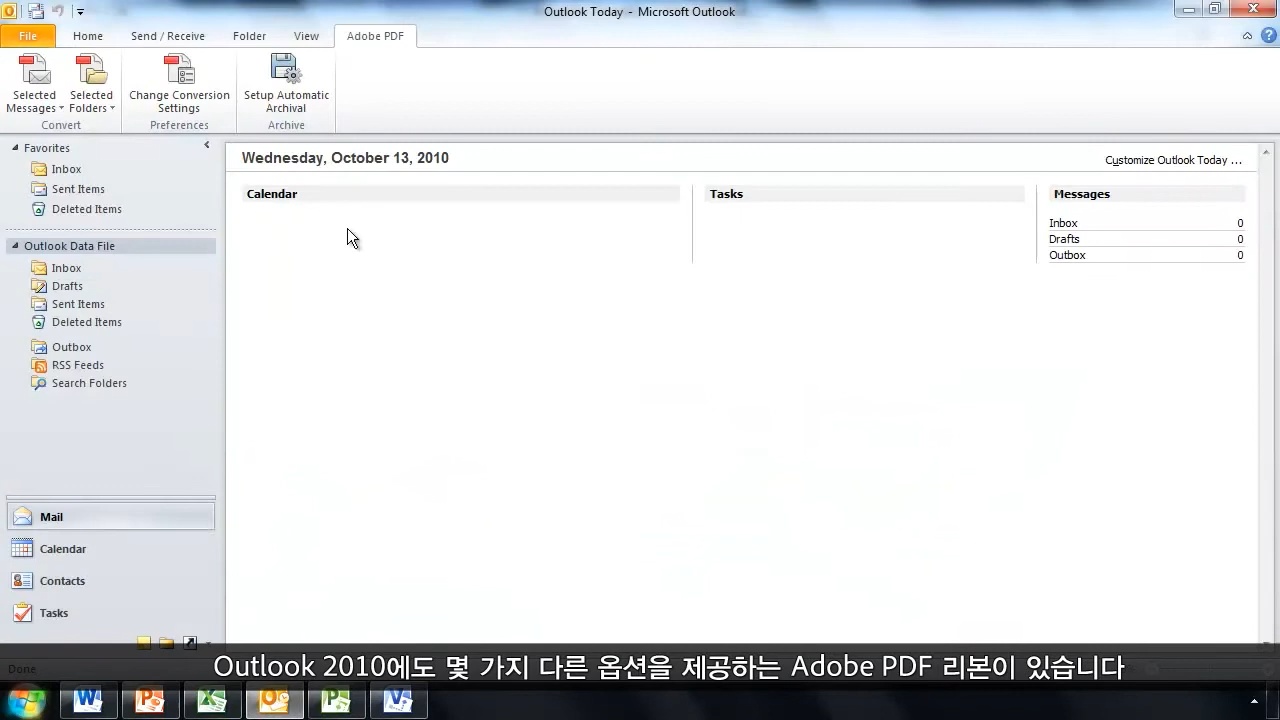 Outlook Today - Microsoft Outlook
File Home Send / Receive Folder View Adobe PDF
Selected Messages
Selected Folders
Change Conversion Settings
Setup Automatic Archival
Convert Preferences Archive
Favorites
Inbox
Sent Items
Deleted Items
Outlook Data File
Inbox
Drafts
Sent Items
Deleted Items
Outbox
RSS Feeds
Search Folders
Mail
Calendar
Contacts
Tasks
Wednesday, October 13, 2010
Customize Outlook Today ...
Calendar
Tasks
Messages
Inbox 0
Drafts 0
Outbox 0
Done
Outlook 2010에도 몇 가지 다른 옵션을 제공하는 Adobe PDF 리본이 있습니다